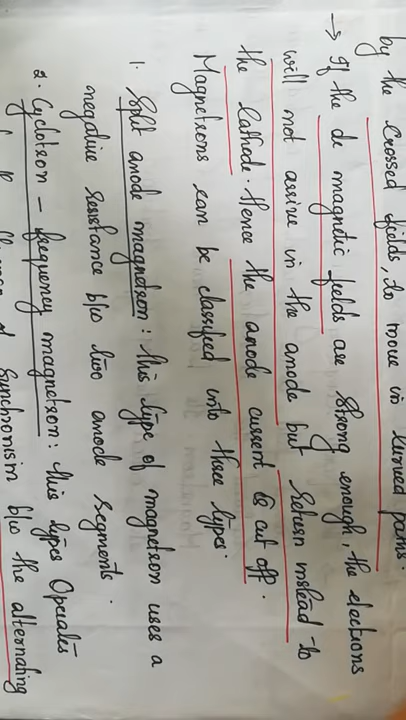 by the crossed fields, to move in curved paths.
→ If the dc magnetic fields are strong enough, the electrons
will not arrive in the anode but return instead to
the Cathode. Hence the anode current is cut off.
Magnetrons can be classified into three types.
1. Split anode magnetron: this type of magnetron uses a
negative resistance b/w two anode segments.
2. Cyclotron - frequency magnetron: this types Operates
synchronism b/w the alternating